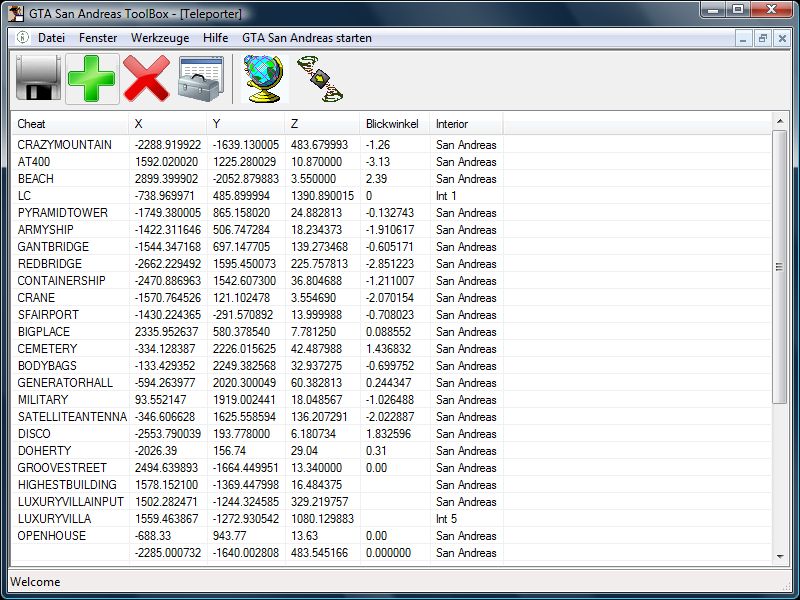 GTA San Andreas ToolBox - [Teleporter]
Datei Fenster Werkzeuge Hilfe GTA San Andreas starten
Cheat X Y Z Blickwinkel Interior
CRAZYMOUNTAIN -2288.919922 -1639.130005 483.679993 -1.26 San Andreas
AT400 1592.020020 1225.280029 10.870000 -3.13 San Andreas
BEACH 2899.399902 -2052.879883 3.550000 2.39 San Andreas
LC -738.969971 485.899994 1390.890015 0 Int 1
PYRAMIDTOWER -1749.380005 865.158020 24.882813 -0.132743 San Andreas
ARMYSHIP -1422.311646 506.747284 18.234373 -1.910617 San Andreas
GANTBRIDGE -1544.347168 697.147705 139.273468 -0.605171 San Andreas
REDBRIDGE -2662.229492 1595.450073 225.757813 -2.851223 San Andreas
CONTAINERSHIP -2470.886963 1542.607300 36.804688 -1.211007 San Andreas
CRANE -1570.764526 121.102478 3.554690 -2.070154 San Andreas
SFAIRPORT -1430.224365 -291.570892 13.999988 -0.708023 San Andreas
BIGPLACE 2335.952637 580.378540 7.781250 0.088552 San Andreas
CEMETERY -334.128387 2226.015625 42.487988 1.436832 San Andreas
BODYBAGS -133.429352 2249.382568 32.937275 -0.699752 San Andreas
GENERATORHALL -594.263977 2020.300049 60.382813 0.244347 San Andreas
MILITARY 93.552147 1919.002441 18.048567 -1.026488 San Andreas
SATELLITEANTENNA -346.606628 1625.558594 136.207291 -2.022887 San Andreas
DISCO -2553.790039 193.778000 6.180734 1.832596 San Andreas
DOHERTY -2026.39 156.74 29.04 0.31 San Andreas
GROOVESTREET 2494.639893 -1664.449951 13.340000 0.00 San Andreas
HIGHESTBUILDING 1578.152100 -1369.447998 16.484375 San Andreas
LUXURYVILLAINPUT 1502.282471 -1244.324585 329.219757 San Andreas
LUXURYVILLA 1559.463867 -1272.930542 1080.129883 Int 5
OPENHOUSE -688.33 943.77 13.63 0.00 San Andreas
-2285.000732 -1640.002808 483.545166 0.000000 San Andreas
Welcome